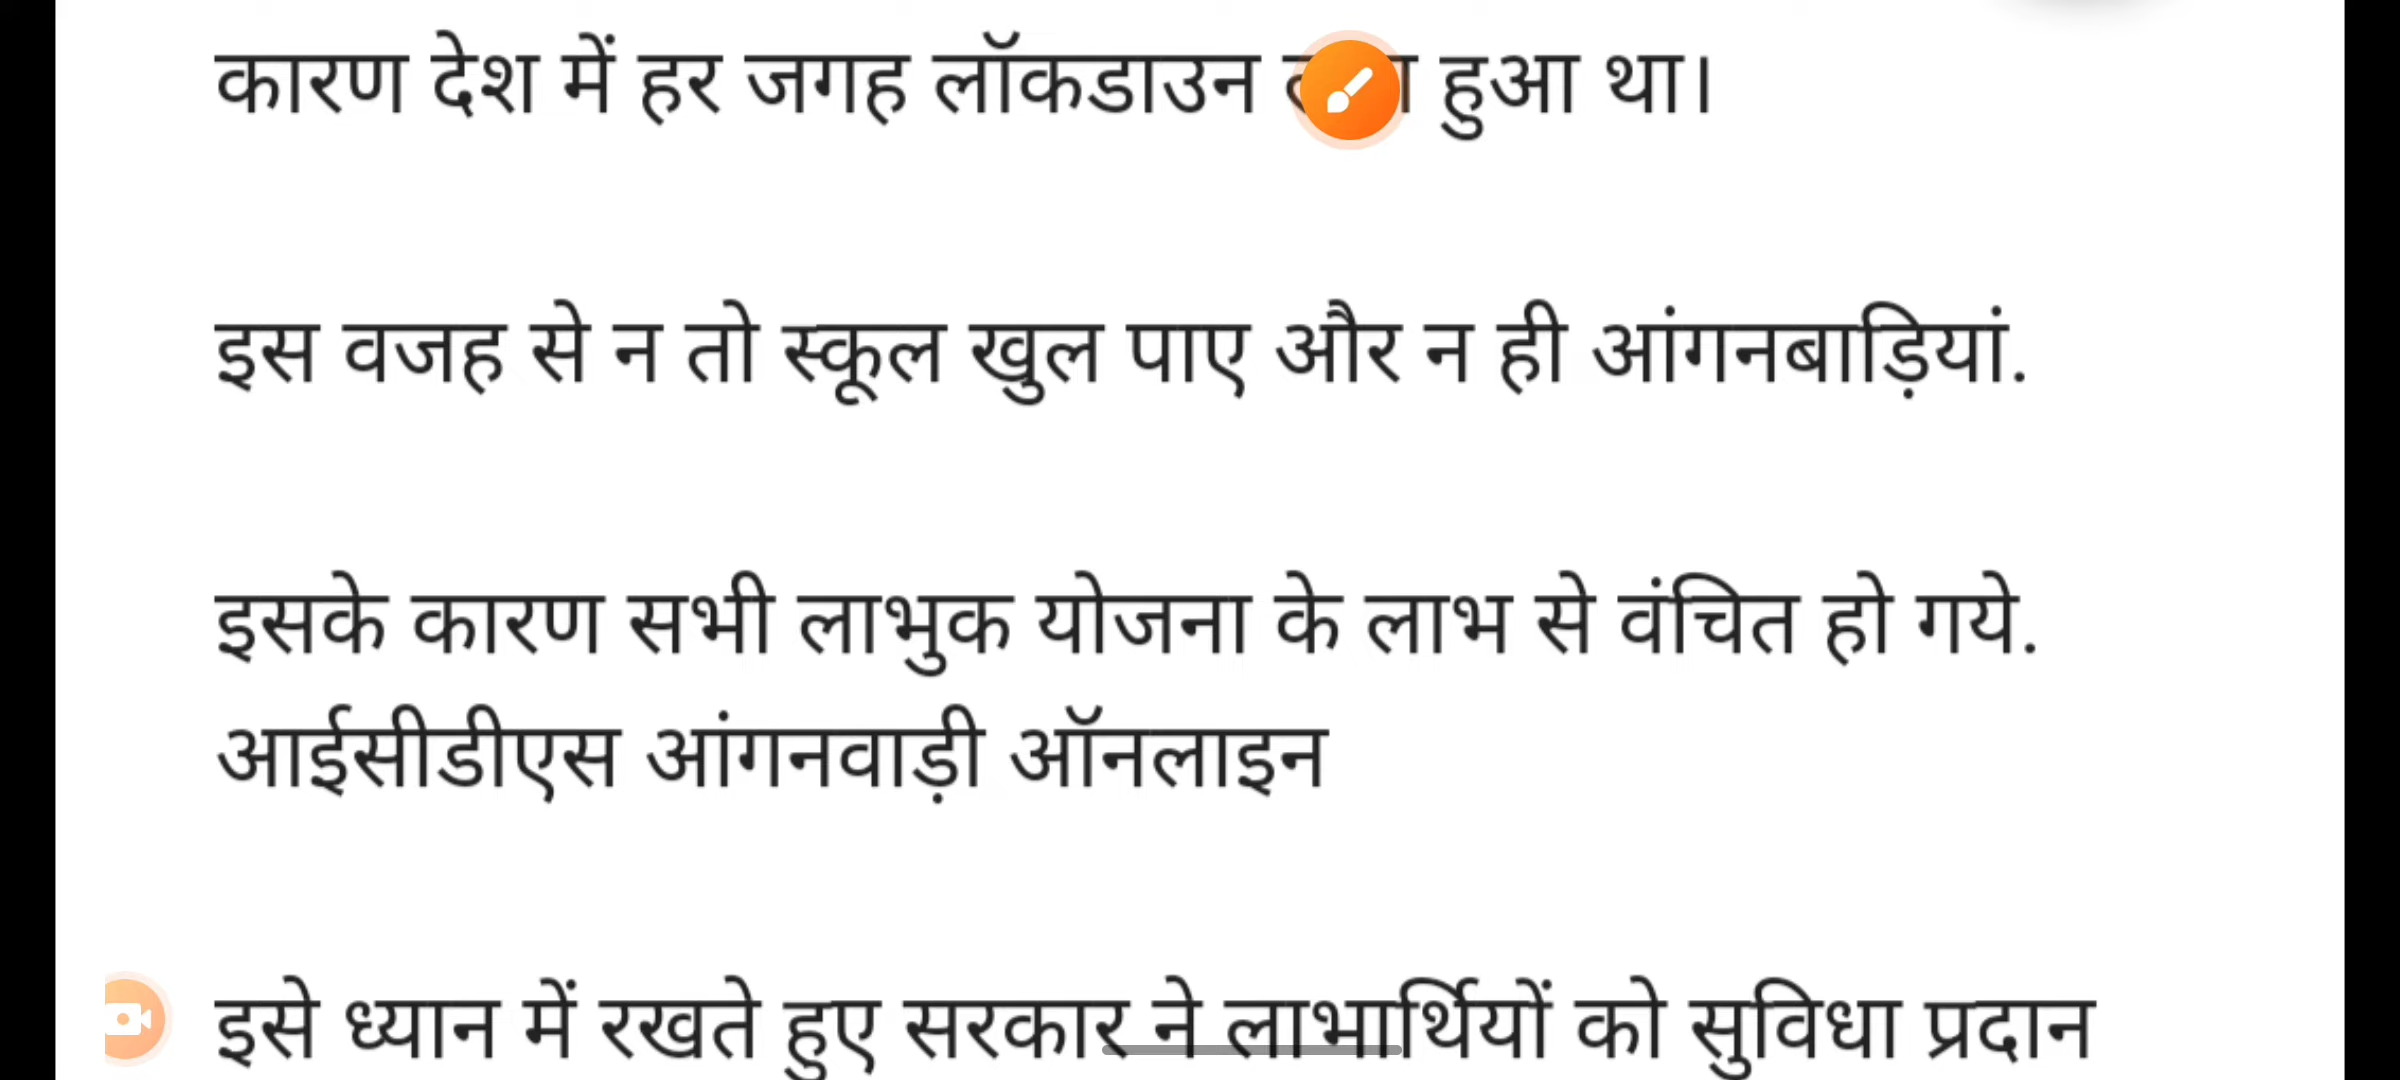 कारण देश में हर जगह लॉकडाउन हुआ था।
इस वजह से न तो स्कूल खुल पाए और न ही आंगनबाड़ियां.
इसके कारण सभी लाभुक योजना के लाभ से वंचित हो गये.
आईसीडीएस आंगनवाड़ी ऑनलाइन
इसे ध्यान में रखते हुए सरकार ने लाभार्थियों को सुविधा प्रदान